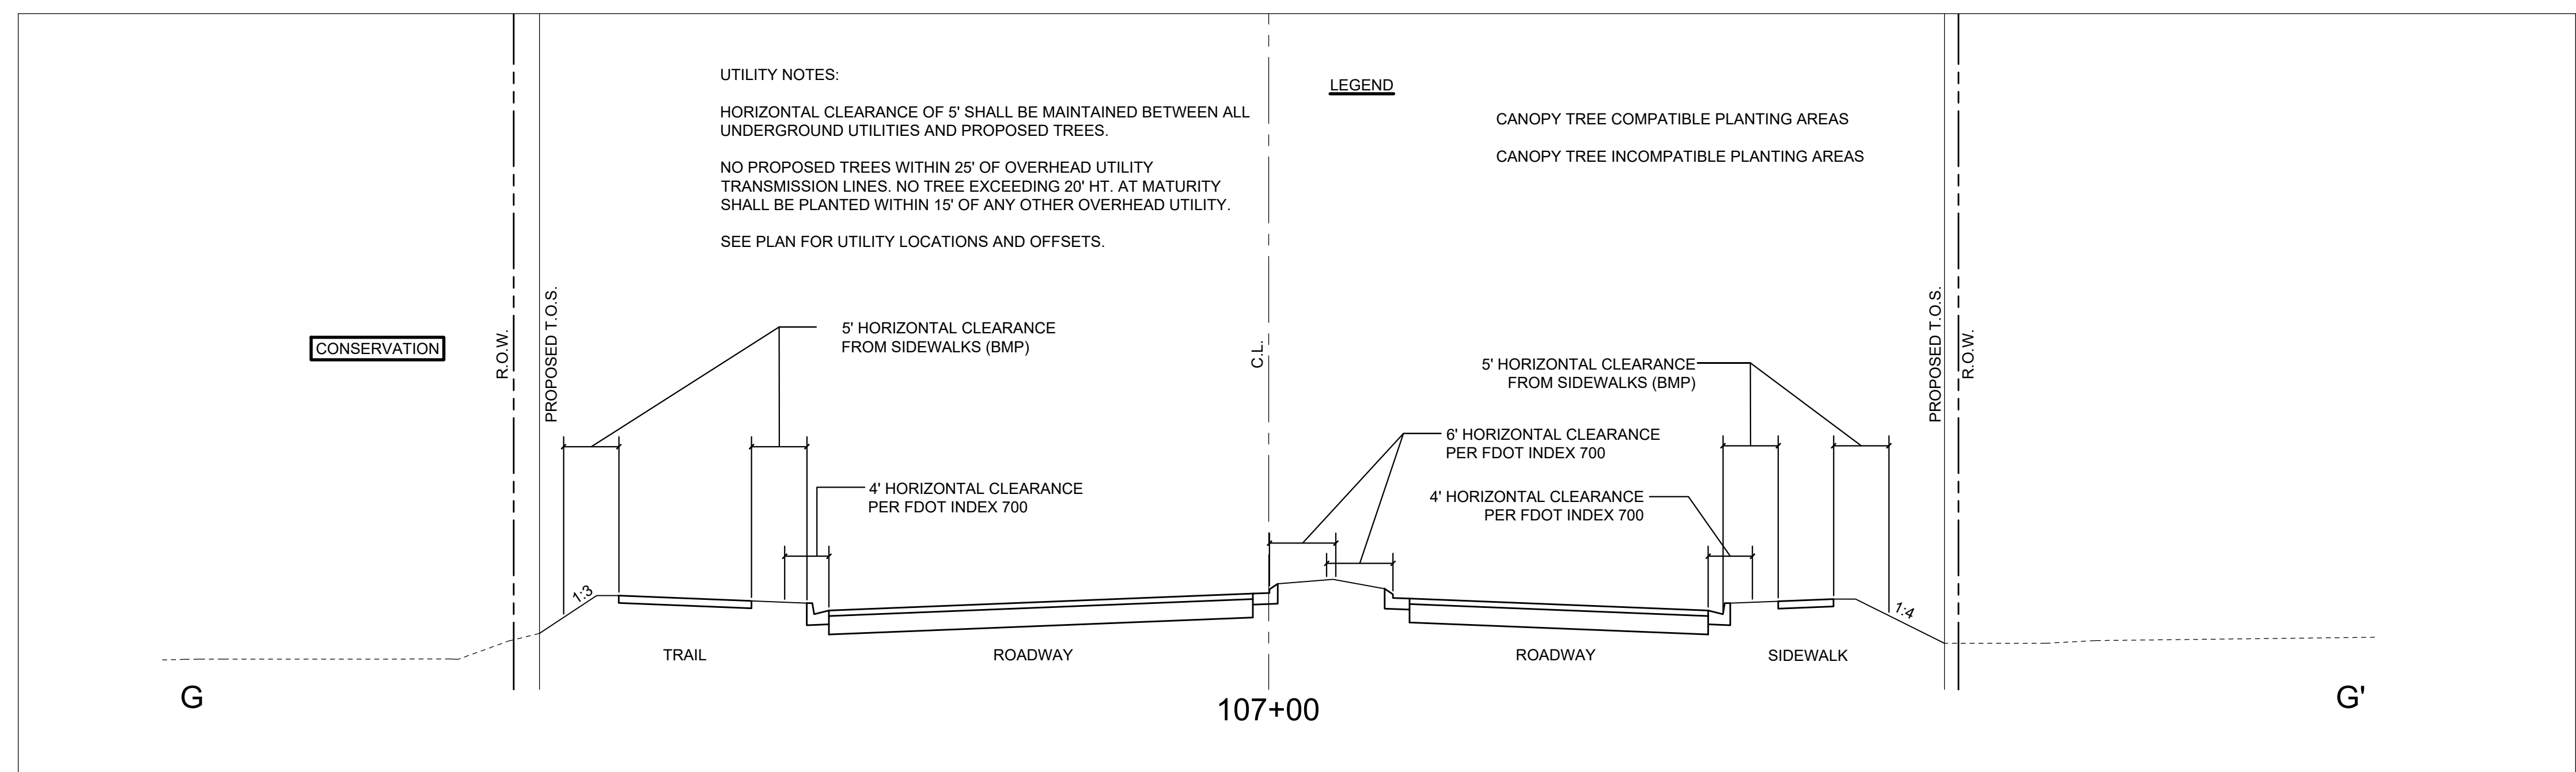 UTILITY NOTES:
HORIZONTAL CLEARANCE OF 5' SHALL BE MAINTAINED BETWEEN ALL
UNDERGROUND UTILITIES AND PROPOSED TREES.
NO PROPOSED TREES WITHIN 25' OF OVERHEAD UTILITY
TRANSMISSION LINES. NO TREE EXCEEDING 20' HT. AT MATURITY
SHALL BE PLANTED WITHIN 15' OF ANY OTHER OVERHEAD UTILITY.
SEE PLAN FOR UTILITY LOCATIONS AND OFFSETS.
LEGEND
CANOPY TREE COMPATIBLE PLANTING AREAS
CANOPY TREE INCOMPATIBLE PLANTING AREAS
CONSERVATION
R.O.W.
PROPOSED T.O.S.
5' HORIZONTAL CLEARANCE
FROM SIDEWALKS (BMP)
4' HORIZONTAL CLEARANCE
PER FDOT INDEX 700
C.L.
5' HORIZONTAL CLEARANCE
FROM SIDEWALKS (BMP)
6' HORIZONTAL CLEARANCE
PER FDOT INDEX 700
4' HORIZONTAL CLEARANCE
PER FDOT INDEX 700
PROPOSED T.O.S.
R.O.W.
1:3
1:4
TRAIL
ROADWAY
ROADWAY
SIDEWALK
G
107+00
G'